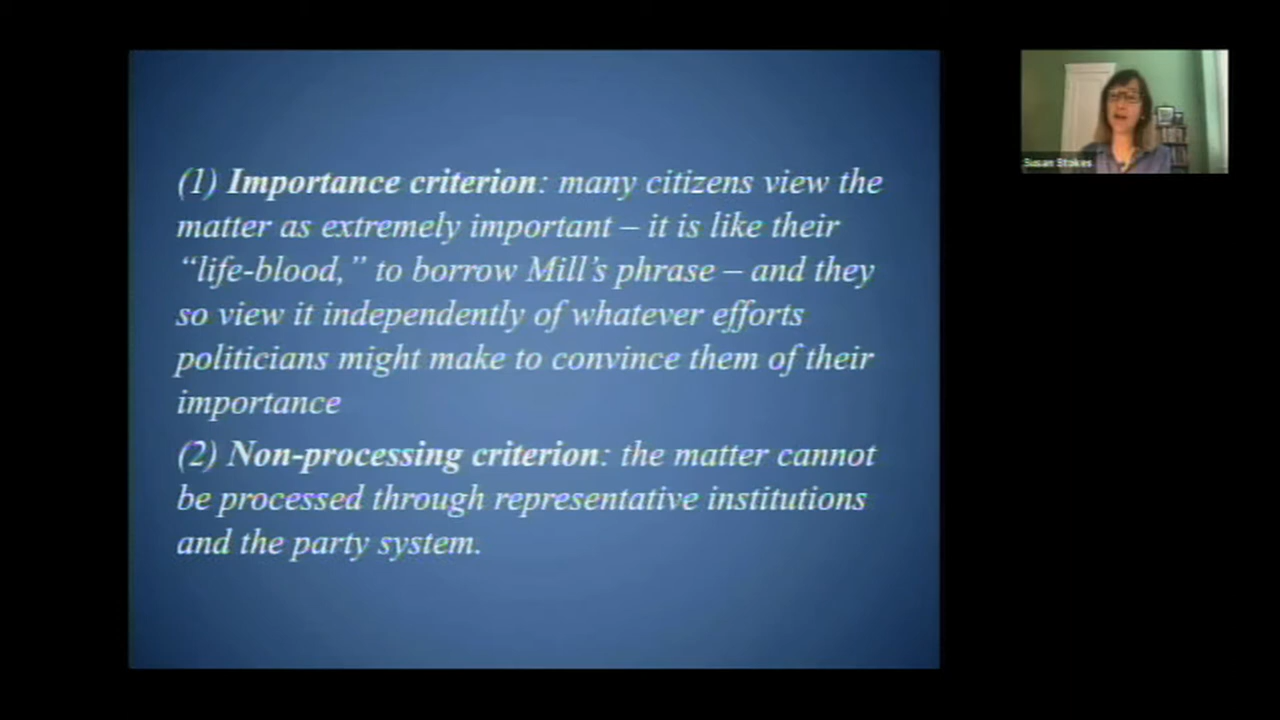 (1) Importance criterion: many citizens view the
matter as extremely important – it is like their
“life-blood,” to borrow Mill’s phrase – and they
so view it independently of whatever efforts
politicians might make to convince them of their
importance
(2) Non-processing criterion: the matter cannot
be processed through representative institutions
and the party system.
Susan Stokes